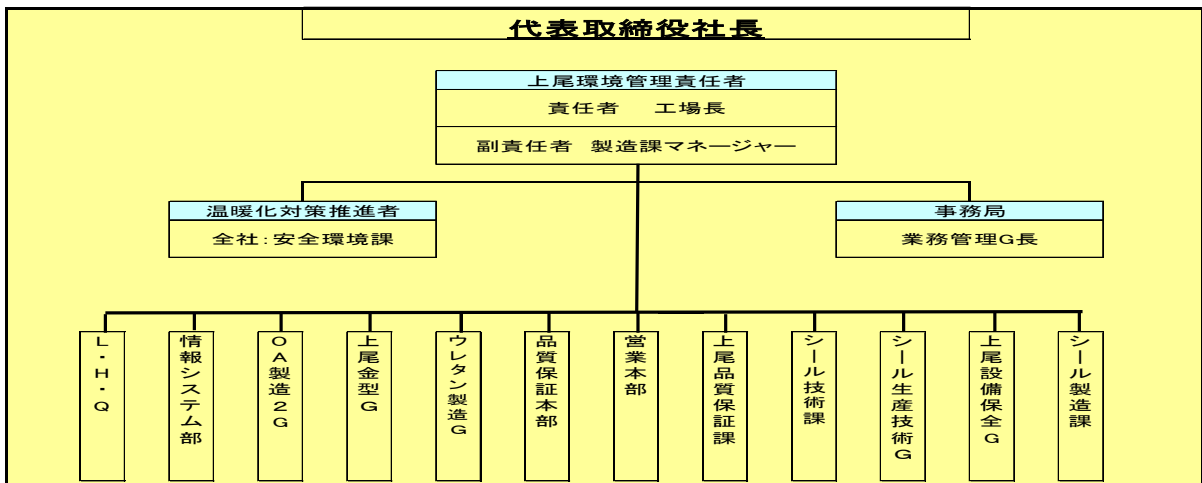 代表取締役社長
上尾環境管理責任者
責任者　工場長
副責任者　製造課マネージャー
温暖化対策推進者
全社：安全環境課
事務局
業務管理G長
L・H・Q
情報システム部
OA製造2G
上尾金型G
ウレタン製造G
品質保証本部
営業本部
上尾品質保証課
シール技術課
シール生産技術G
上尾設備保全G
シール製造課